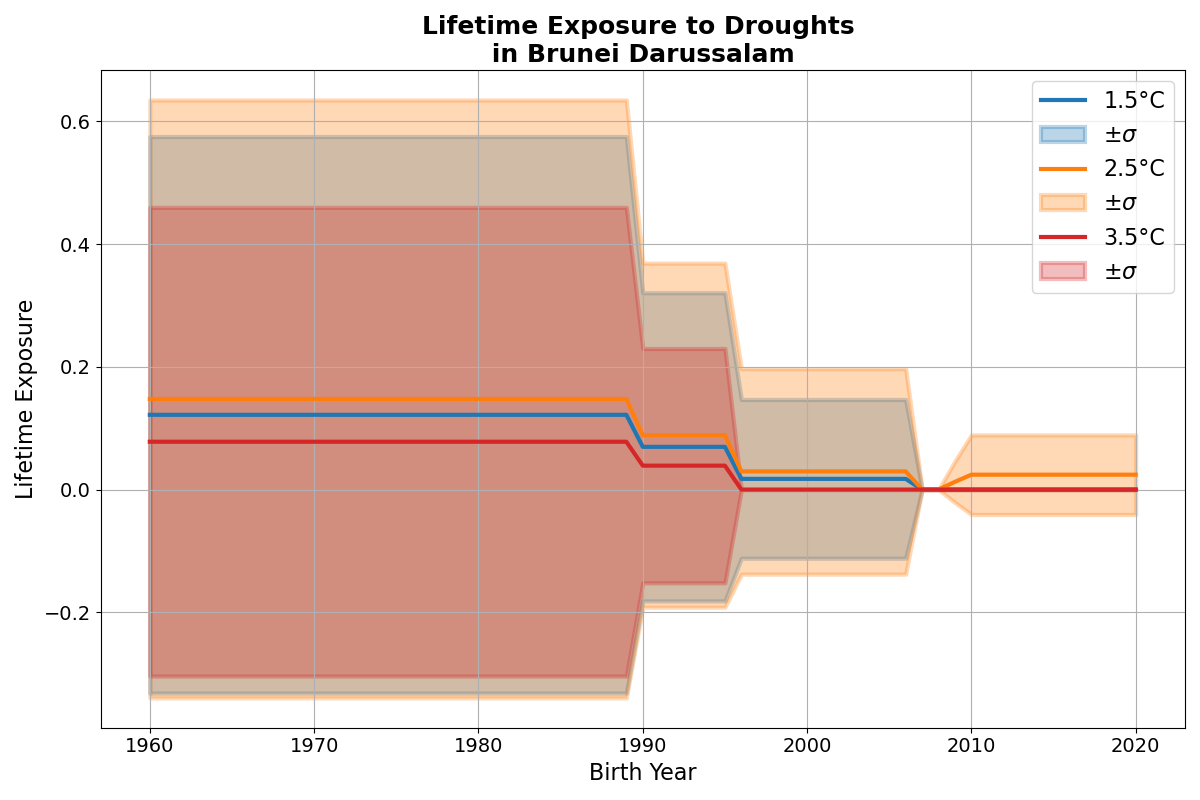 Lifetime Exposure to Droughts
in Brunei Darussalam
Lifetime Exposure
0.6
0.4
0.2
0.0
−0.2
1960
1970
1980
1990
2000
2010
2020
Birth Year
1.5°C
±σ
2.5°C
±σ
3.5°C
±σ